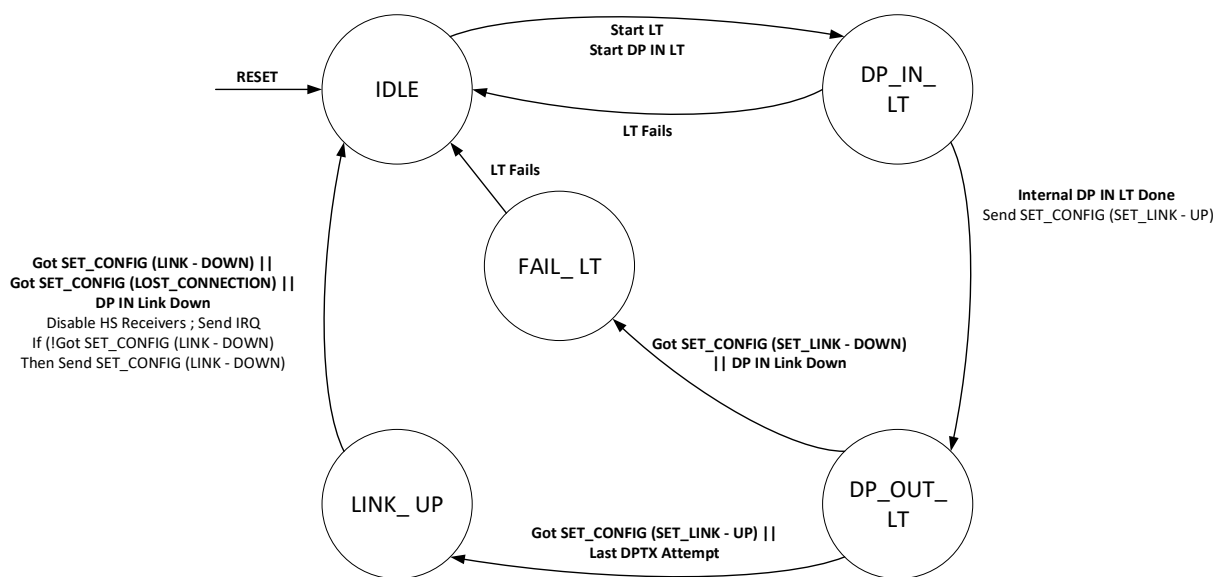 Start LT
Start DP IN LT
RESET
IDLE
DP_IN_
LT
LT Fails
LT Fails
Internal DP IN LT Done
Send SET_CONFIG (SET_LINK - UP)
FAIL_ LT
Got SET_CONFIG (LINK - DOWN) ||
Got SET_CONFIG (LOST_CONNECTION) ||
DP IN Link Down
Disable HS Receivers ; Send IRQ
If (!Got SET_CONFIG (LINK - DOWN)
Then Send SET_CONFIG (LINK - DOWN)
Got SET_CONFIG (SET_LINK - DOWN)
|| DP IN Link Down
LINK_ UP
DP_OUT_
LT
Got SET_CONFIG (SET_LINK - UP) ||
Last DPTX Attempt